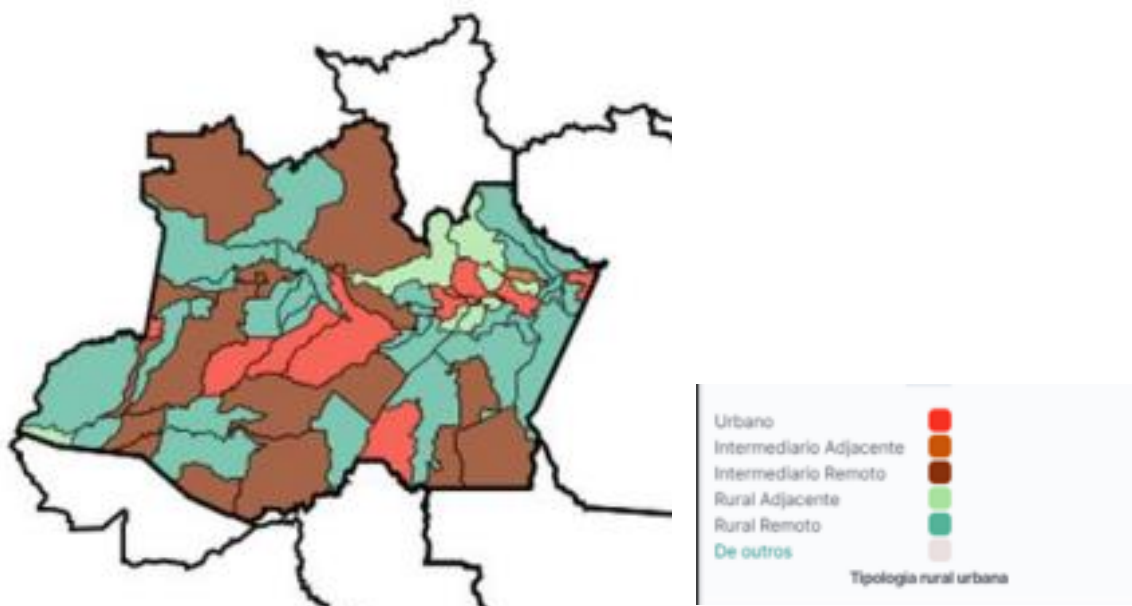 Urbano
Intermediario Adjacente
Intermediario Remoto
Rural Adjacente
Rural Remoto
De outros
Tipologia rural urbana